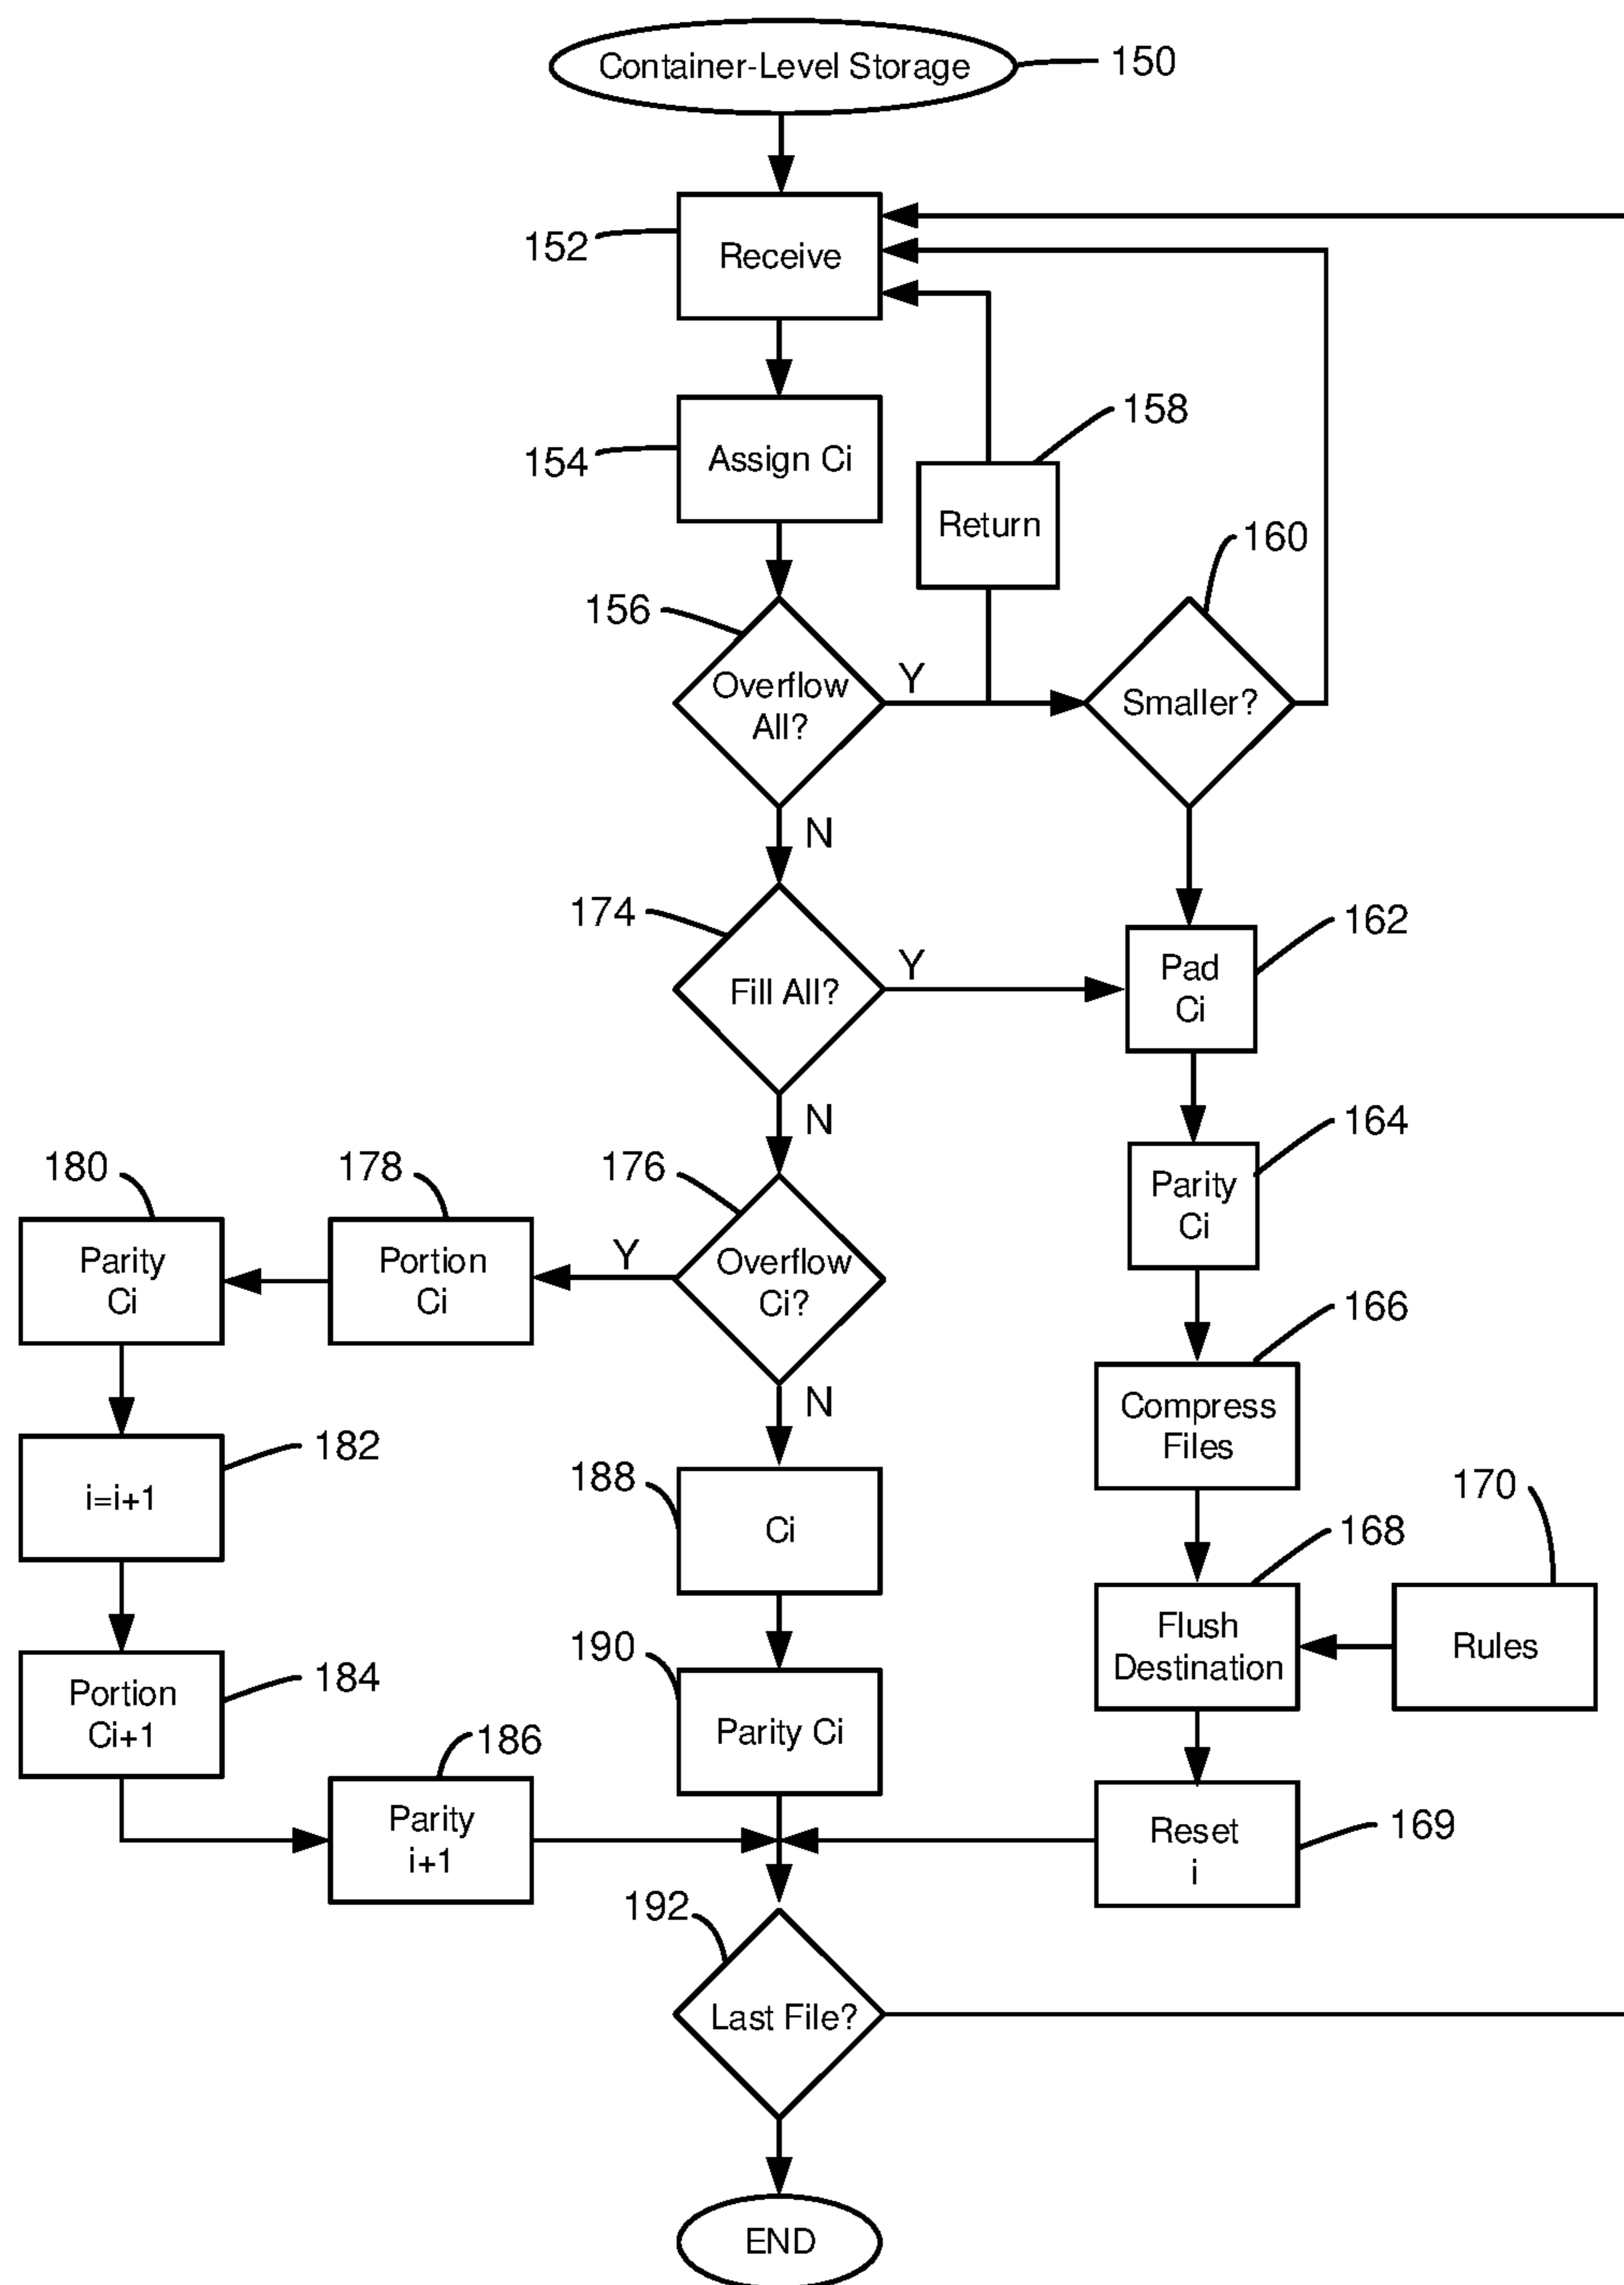 Container-Level Storage
150
152
Receive
158
154
Assign Ci
Return
160
156
Overflow
All?
Y
Smaller?
N
174
162
Fill All?
Y
Pad
Ci
N
164
180
178
176
Parity
Ci
Parity
Ci
Portion
Ci
Y
Overflow
Ci?
166
N
Compress
Files
182
188
170
i=i+1
Ci
168
190
Flush
Destination
Rules
184
Portion
Ci+1
186
Parity Ci
Parity
i+1
169
Reset
i
192
Last File?
END